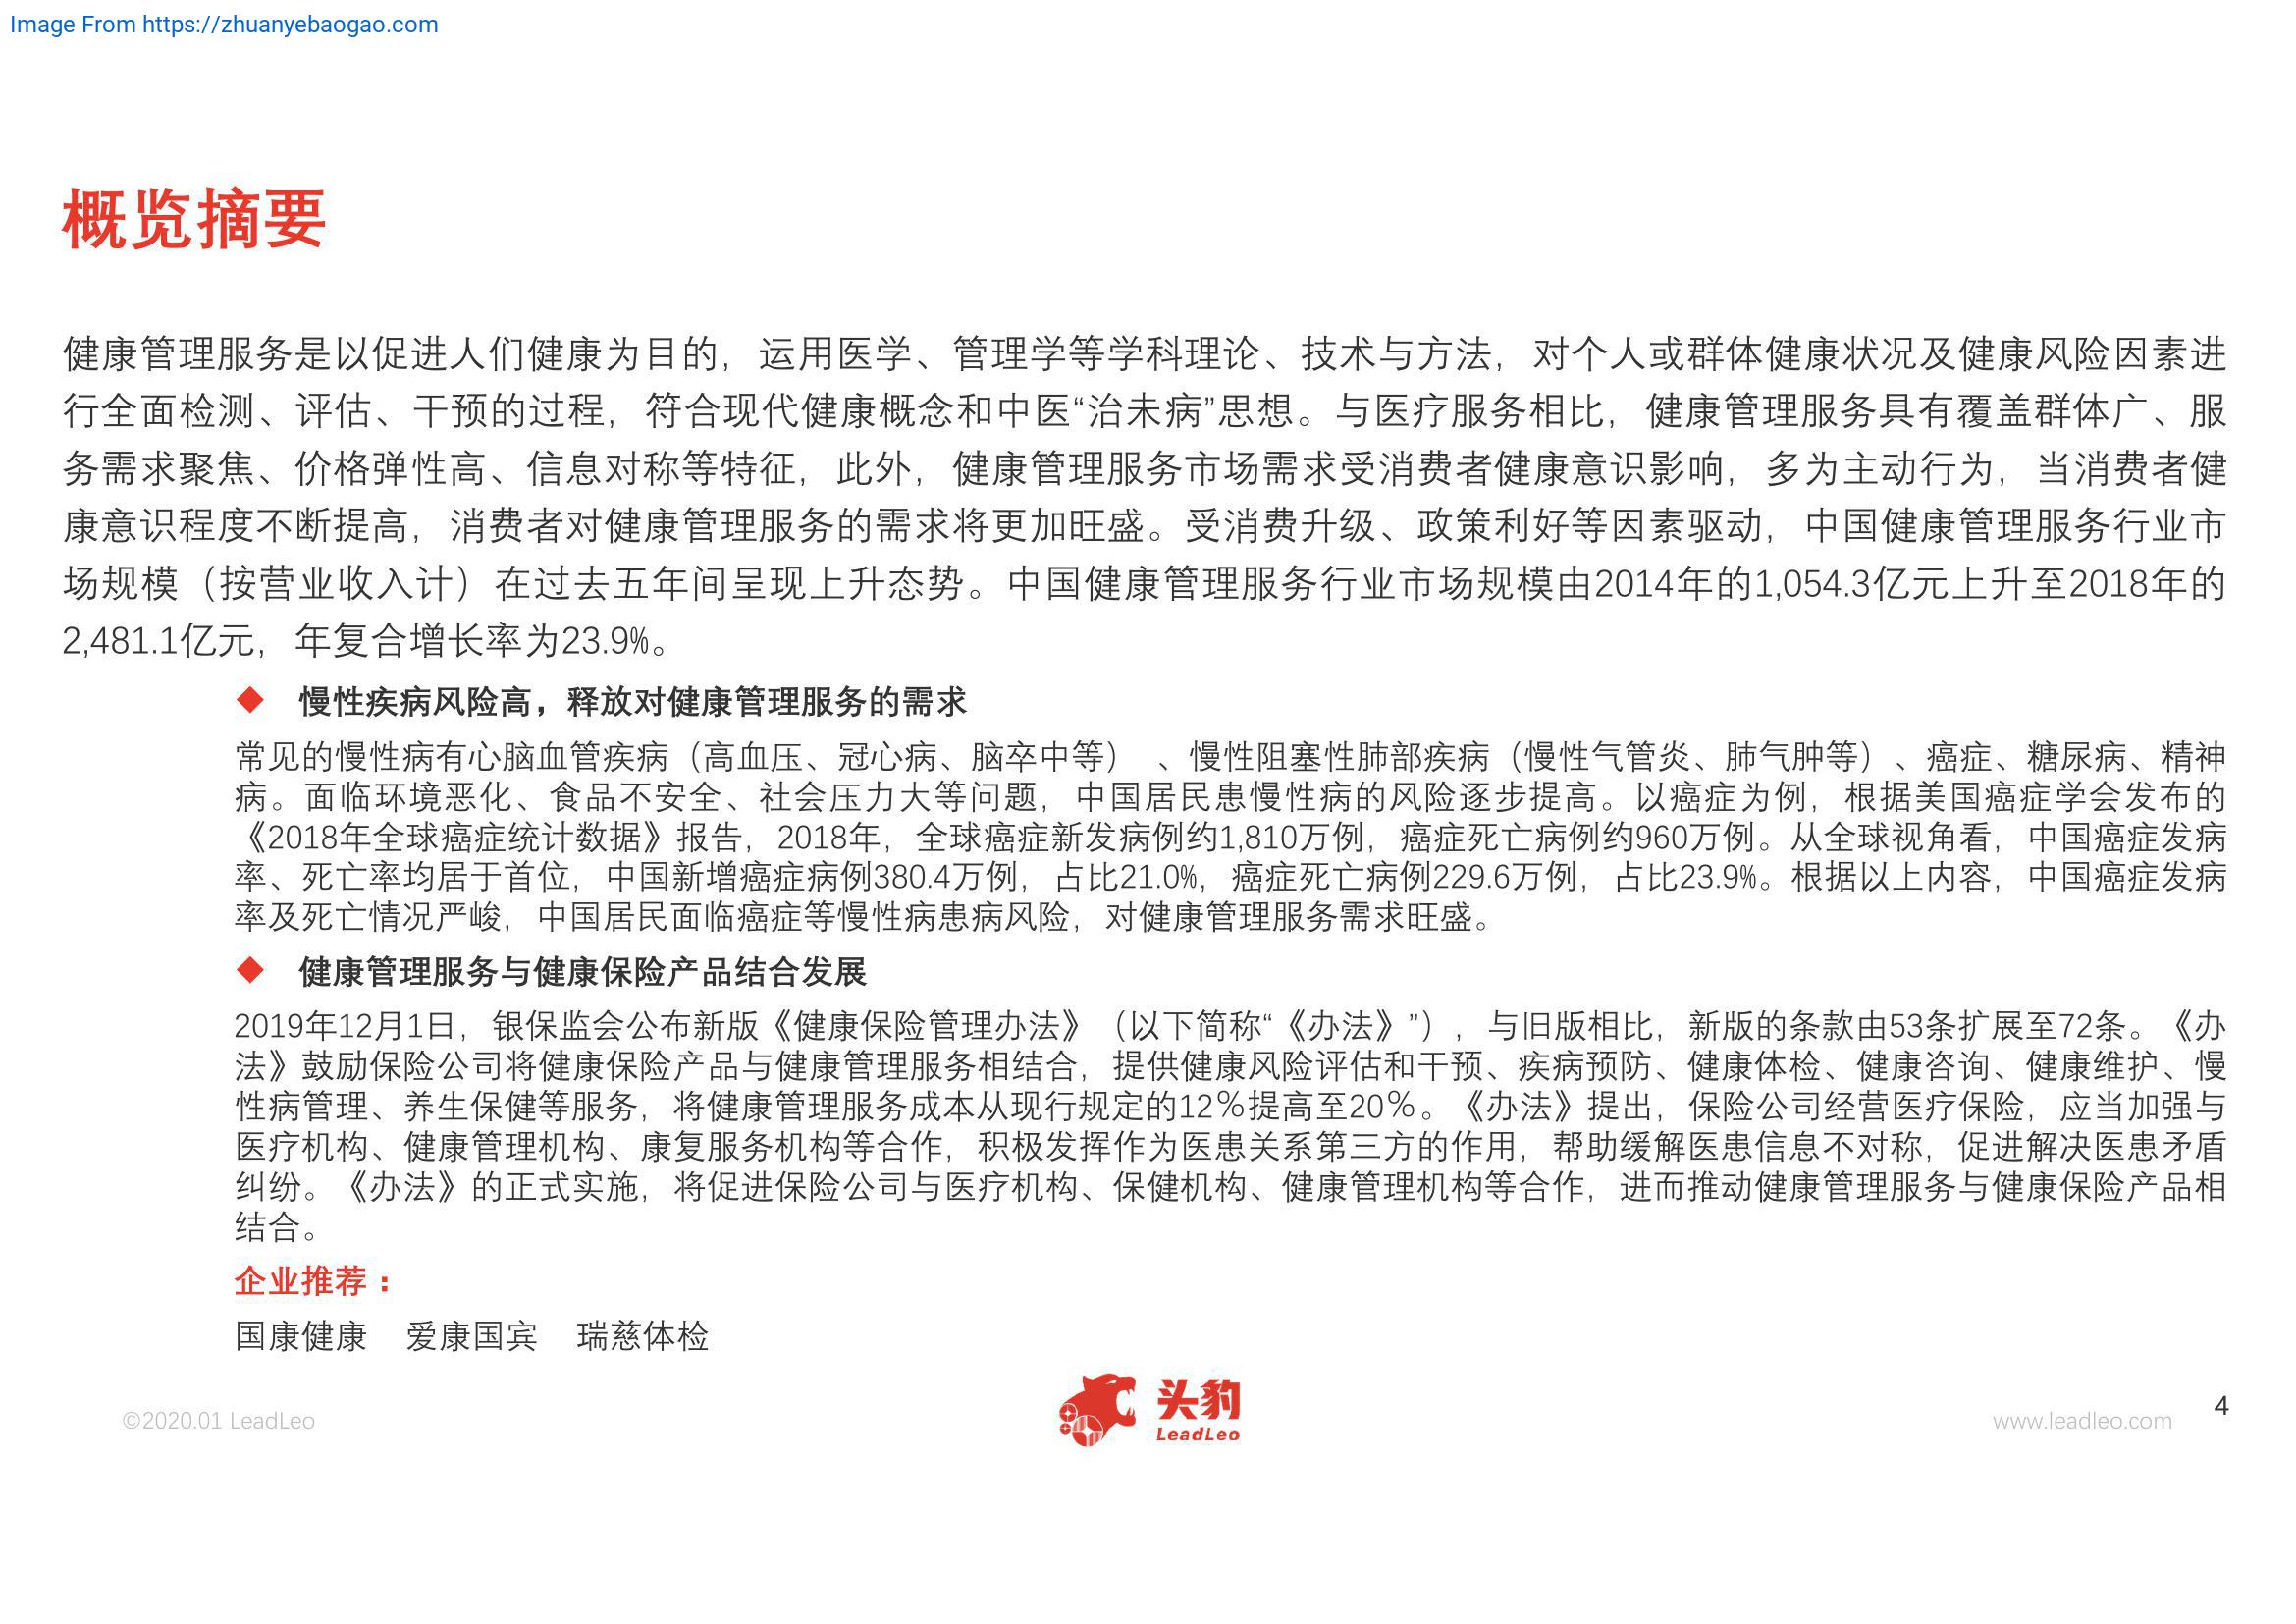 Image From https://zhuanyebaogao.com
概览摘要
健康管理服务是以促进人们健康为目的，运用医学、管理学等学科理论、技术与方法，对个人或群体健康状况及健康风险因素进
行全面检测、评估、干预的过程，符合现代健康概念和中医“治未病”思想。与医疗服务相比，健康管理服务具有覆盖群体广、服
务需求聚焦、价格弹性高、信息对称等特征，此外，健康管理服务市场需求受消费者健康意识影响，多为主动行为，当消费者健
康意识程度不断提高，消费者对健康管理服务的需求将更加旺盛。受消费升级、政策利好等因素驱动，中国健康管理服务行业市
场规模（按营业收入计）在过去五年间呈现上升态势。中国健康管理服务行业市场规模由2014年的1,054.3亿元上升至2018年的
2,481.1亿元，年复合增长率为23.9%。
◆ 慢性疾病风险高，释放对健康管理服务的需求
常见的慢性病有心脑血管疾病（高血压、冠心病、脑卒中等） 、慢性阻塞性肺部疾病（慢性气管炎、肺气肿等）、癌症、糖尿病、精神
病。面临环境恶化、食品不安全、社会压力大等问题，中国居民患慢性病的风险逐步提高。以癌症为例，根据美国癌症学会发布的
《2018年全球癌症统计数据》报告，2018年，全球癌症新发病例约1,810万例，癌症死亡病例约960万例。从全球视角看，中国癌症发病
率、死亡率均居于首位，中国新增癌症病例380.4万例，占比21.0%，癌症死亡病例229.6万例，占比23.9%。根据以上内容，中国癌症发病
率及死亡情况严峻，中国居民面临癌症等慢性病患病风险，对健康管理服务需求旺盛。
◆ 健康管理服务与健康保险产品结合发展
2019年12月1日，银保监会公布新版《健康保险管理办法》（以下简称“《办法》”），与旧版相比，新版的条款由53条扩展至72条。《办
法》鼓励保险公司将健康保险产品与健康管理服务相结合，提供健康风险评估和干预、疾病预防、健康体检、健康咨询、健康维护、慢
性病管理、养生保健等服务，将健康管理服务成本从现行规定的12％提高至20％。《办法》提出，保险公司经营医疗保险，应当加强与
医疗机构、健康管理机构、康复服务机构等合作，积极发挥作为医患关系第三方的作用，帮助缓解医患信息不对称，促进解决医患矛盾
纠纷。《办法》的正式实施，将促进保险公司与医疗机构、保健机构、健康管理机构等合作，进而推动健康管理服务与健康保险产品相
结合。
企业推荐：
国康健康 爱康国宾 瑞慈体检
©2020.01 LeadLeo
头豹
LeadLeo
www.leadleo.com
4